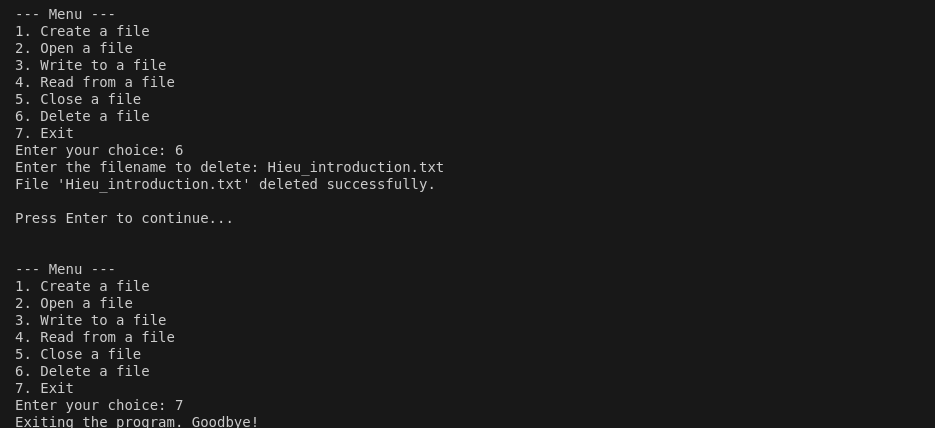 --- Menu ---
1. Create a file
2. Open a file
3. Write to a file
4. Read from a file
5. Close a file
6. Delete a file
7. Exit
Enter your choice: 6
Enter the filename to delete: Hieu_introduction.txt
File 'Hieu_introduction.txt' deleted successfully.
Press Enter to continue...
--- Menu ---
1. Create a file
2. Open a file
3. Write to a file
4. Read from a file
5. Close a file
6. Delete a file
7. Exit
Enter your choice: 7
Exiting the program. Goodbye!